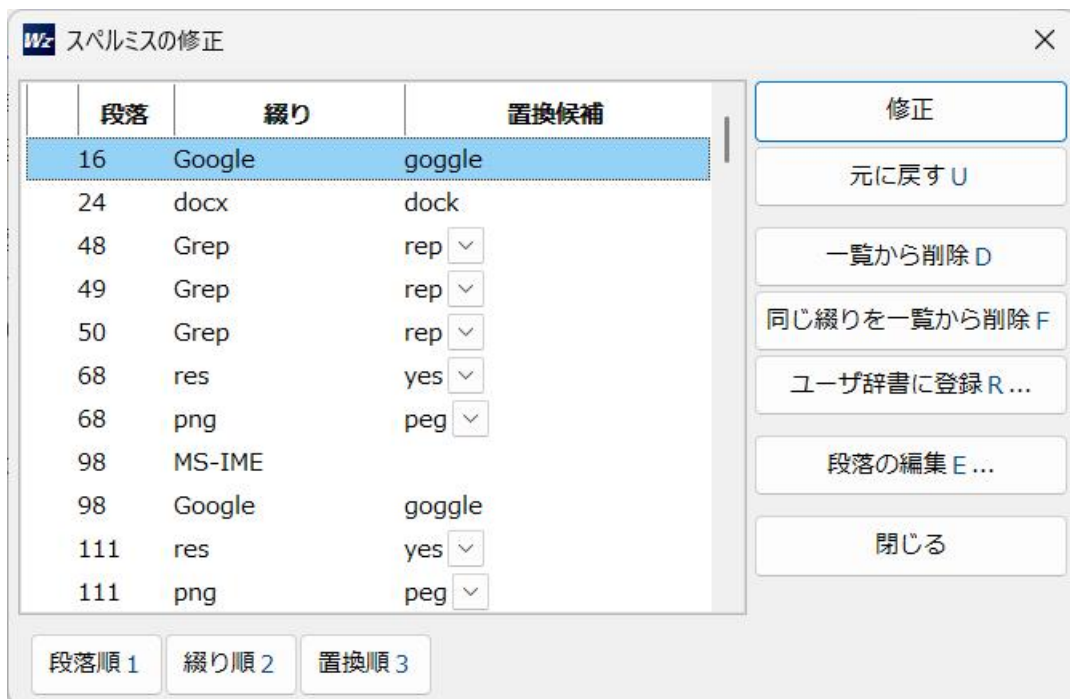 Wz スペルミスの修正
段落 綴り 置換候補
16 Google goggle
24 docx dock
48 Grep rep
49 Grep rep
50 Grep rep
68 res yes
68 png peg
98 MS-IME
98 Google goggle
111 res yes
111 png peg
修正
元に戻す U
一覧から削除 D
同じ綴りを一覧から削除 F
ユーザ辞書に登録 R ...
段落の編集 E ...
閉じる
段落順 1 綴り順 2 置換順 3